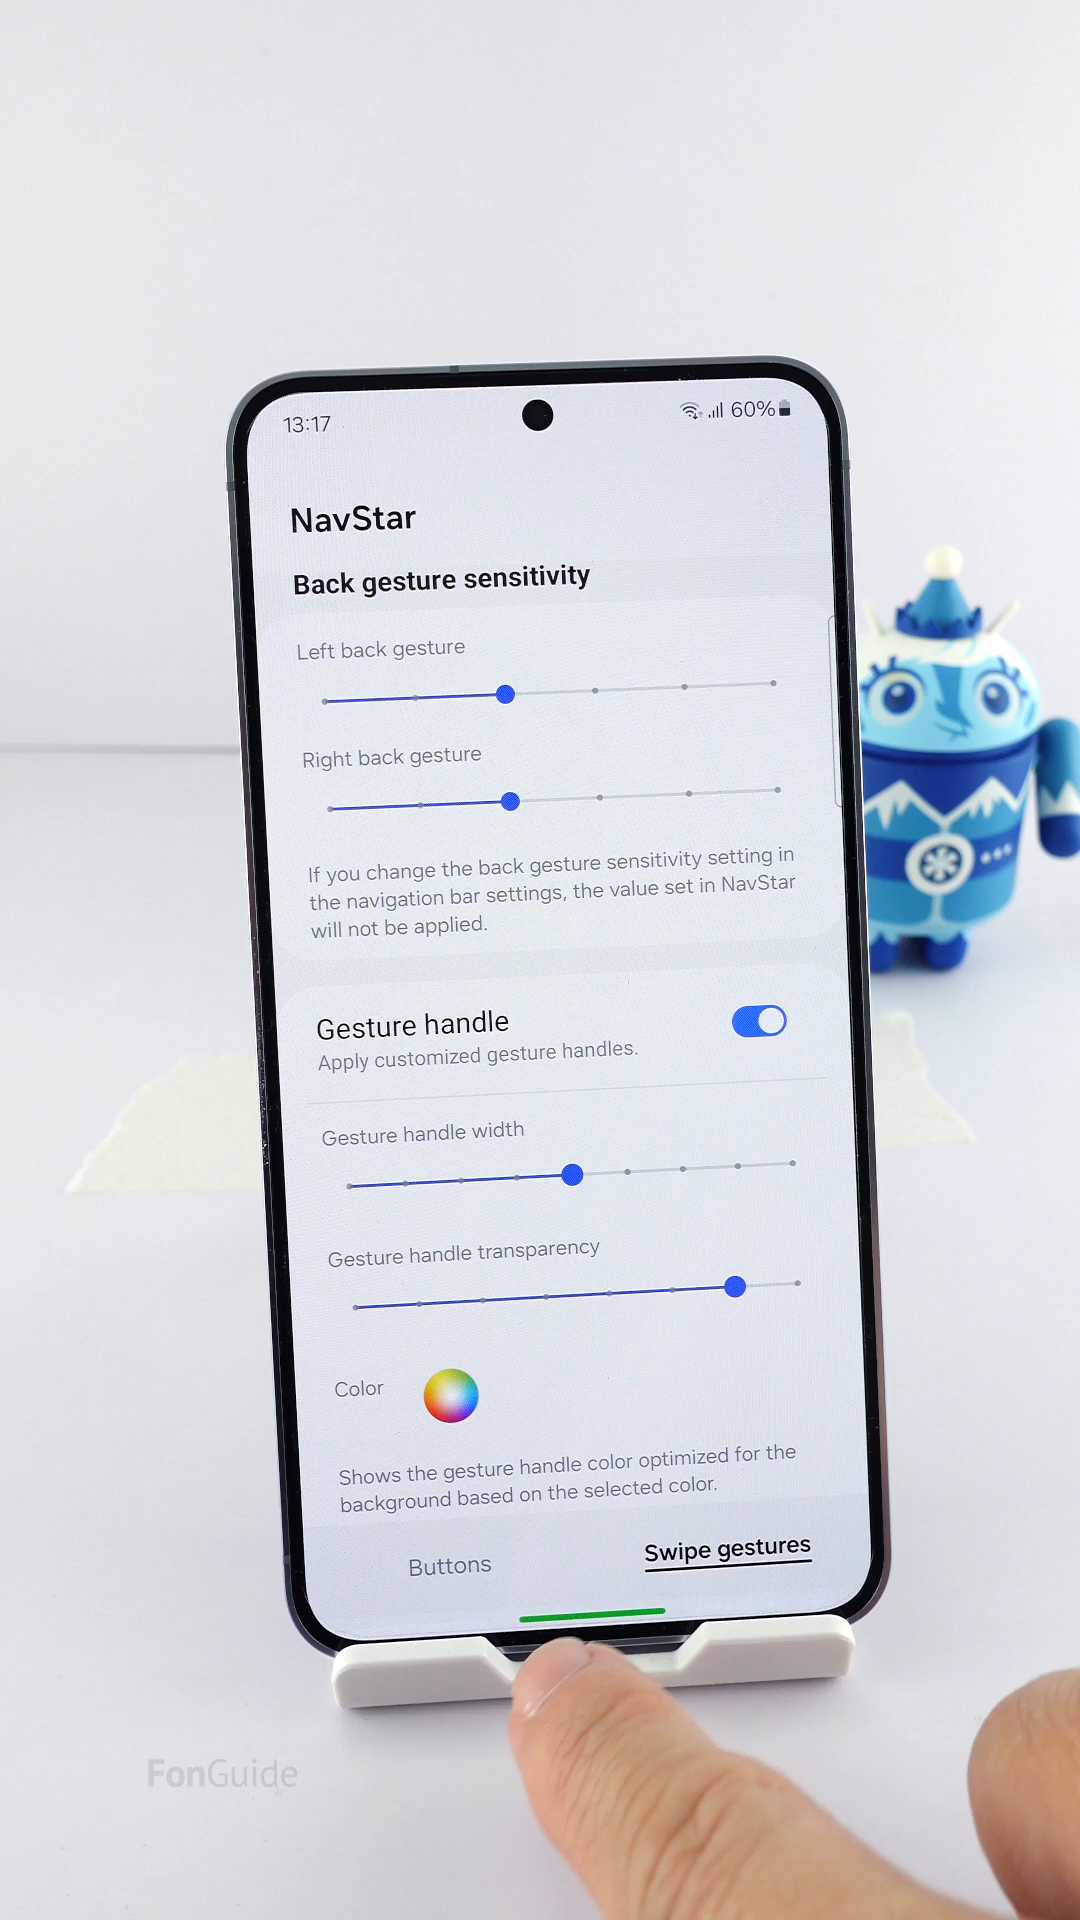 13:17
60%
NavStar
Back gesture sensitivity
Left back gesture
Right back gesture
If you change the back gesture sensitivity setting in
the navigation bar settings, the value set in NavStar
will not be applied.
Gesture handle
Apply customized gesture handles.
Gesture handle width
Gesture handle transparency
Color
Shows the gesture handle color optimized for the
background based on the selected color.
Buttons
Swipe gestures
FonGuide